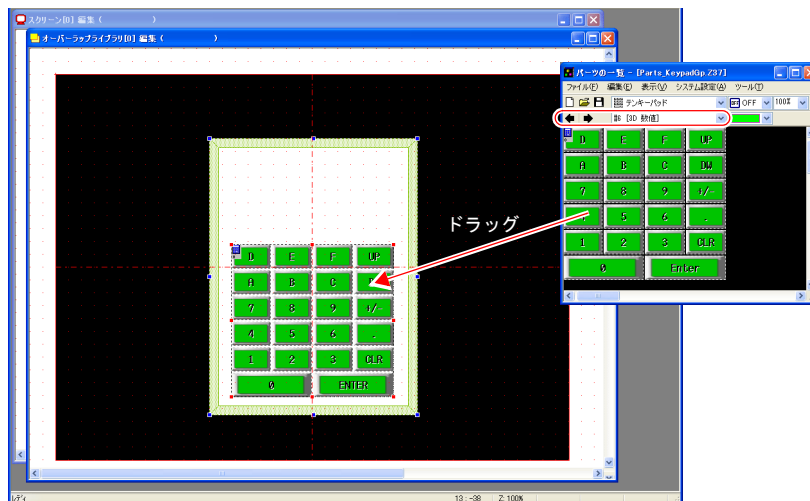 スクリーン[0] 編集 ( )
オーバーラップライブラリ[0] 編集 ( )
パーツの一覧 - [Parts_KeypadGp.Z37]
ファイル(F) 編集(E) 表示(V) システム設定(A) ツール(T)
テンキーパッド OFF 100%
#6 [3D 数値]
D E F UP
A B C DW
7 8 9 +/-
5 6 .
1 2 3 CLR
0 Enter
ドラッグ
D E F UP
A B C
7 8 9 +/-
4 5 6 .
1 2 3 CLR
0 ENTER
レディ 13 : -38 Z: 100%